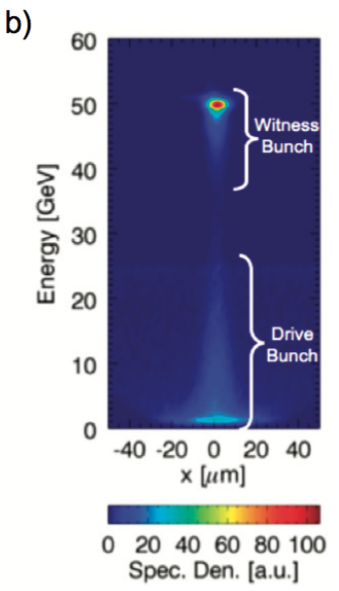 b)
60
50
40
30
20
10
0
Energy [GeV]
Witness
Bunch
Drive
Bunch
-40 -20 0 20 40
x [μm]
0 20 40 60 80 100
Spec. Den. [a.u.]